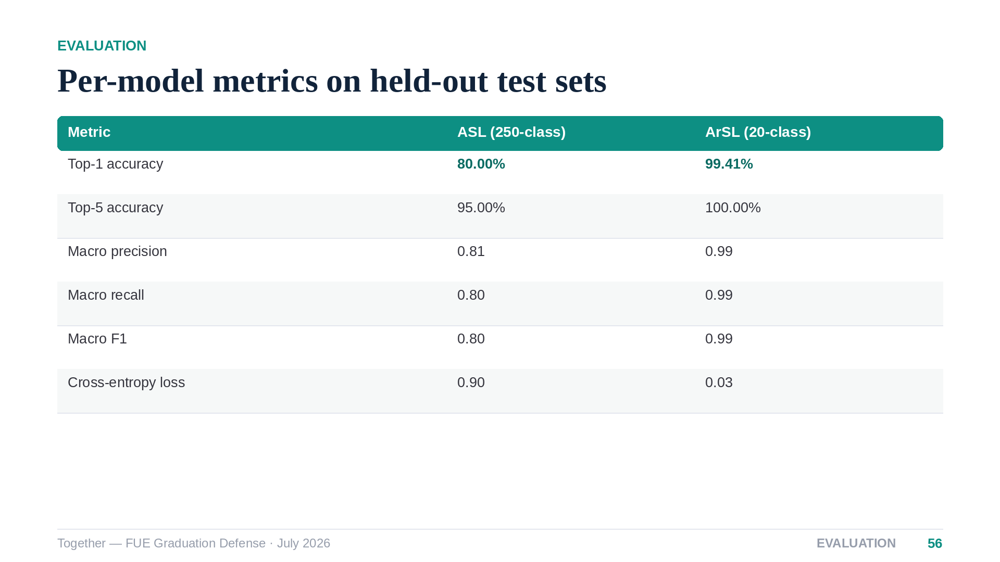 EVALUATION
Per-model metrics on held-out test sets
Metric ASL (250-class) ArSL (20-class)
Top-1 accuracy 80.00% 99.41%
Top-5 accuracy 95.00% 100.00%
Macro precision 0.81 0.99
Macro recall 0.80 0.99
Macro F1 0.80 0.99
Cross-entropy loss 0.90 0.03
Together — FUE Graduation Defense · July 2026 EVALUATION 56